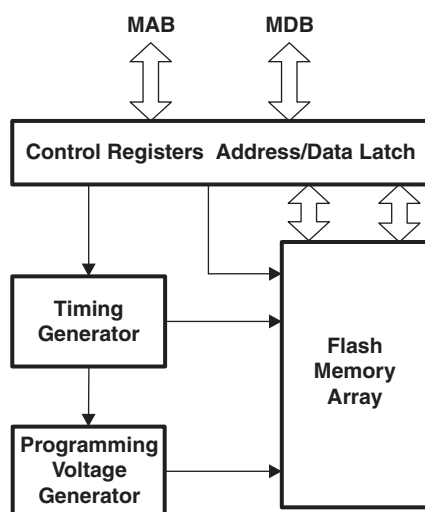 MAB MDB
Control Registers Address/Data Latch
Timing
Generator
Flash
Memory
Array
Programming
Voltage
Generator